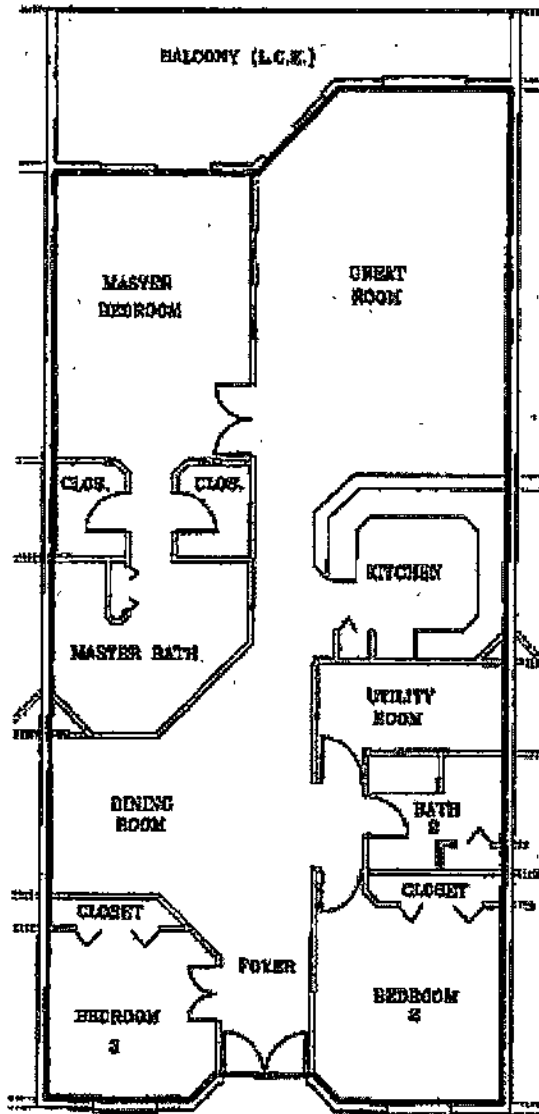 BALCONY (L.C.E.)
MASTER
BEDROOM
GREAT
ROOM
CLOS.
CLOS.
KITCHEN
MASTER BATH
UTILITY
ROOM
DINING
ROOM
BATH
2
CLOSET
CLOSET
FOYER
BEDROOM
2
BEDROOM
3